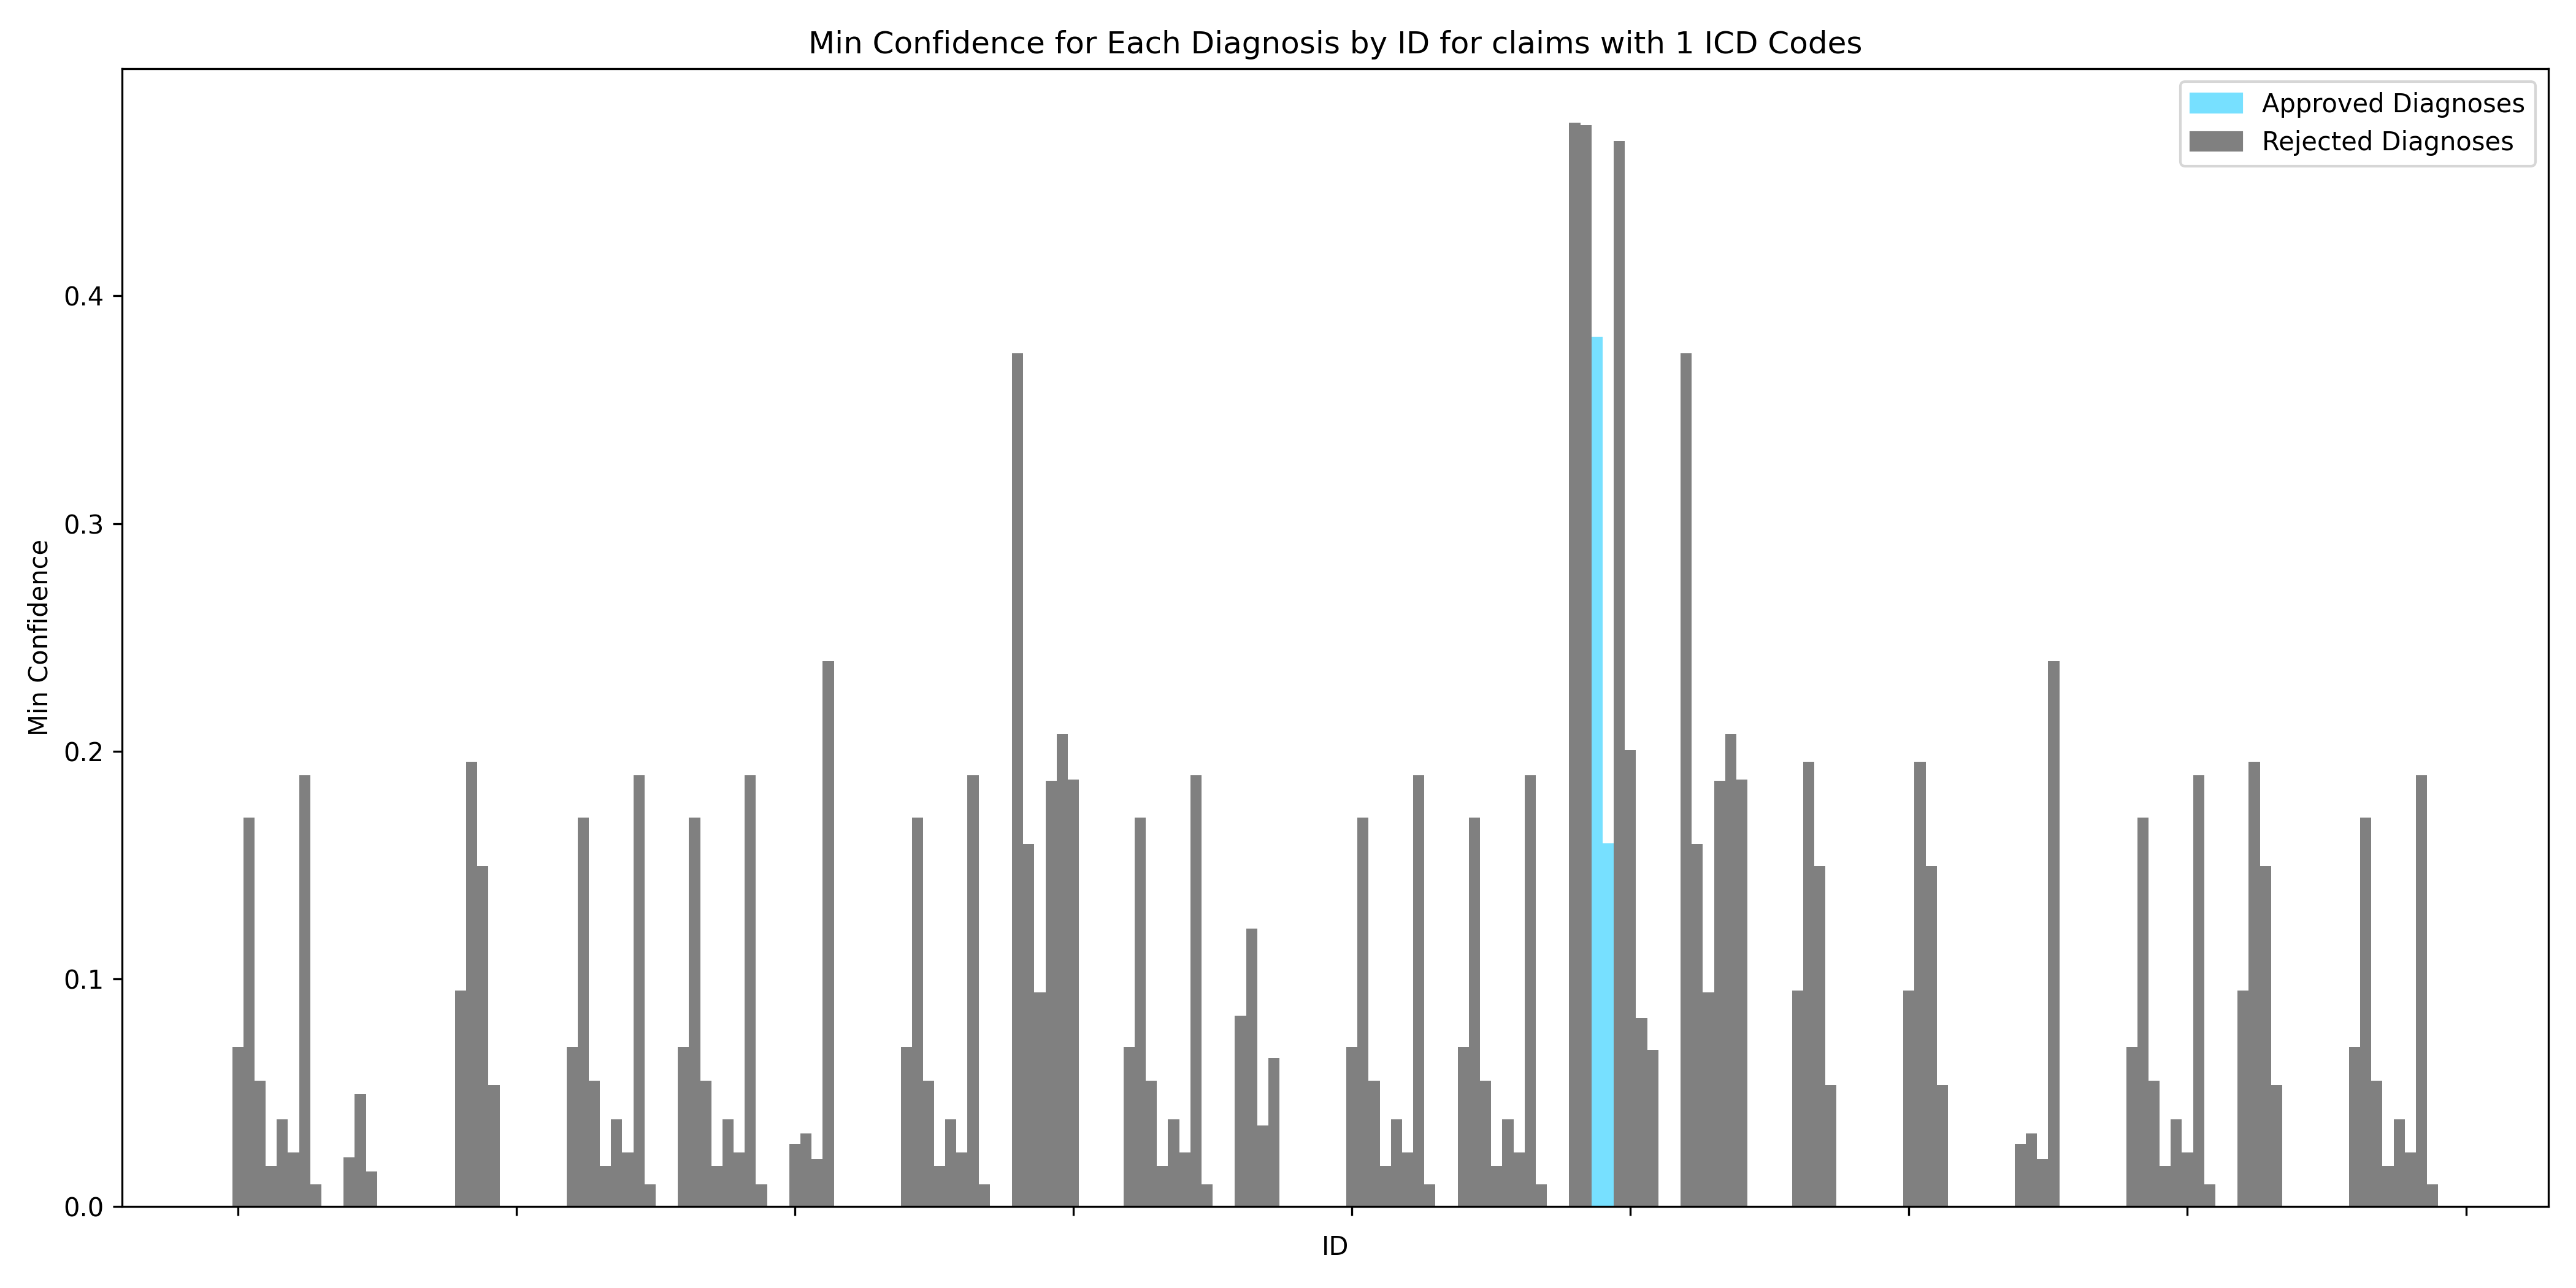 Min Confidence for Each Diagnosis by ID for claims with 1 ICD Codes
Approved Diagnoses
Rejected Diagnoses
0.4
0.3
0.2
0.1
0.0
Min Confidence
ID